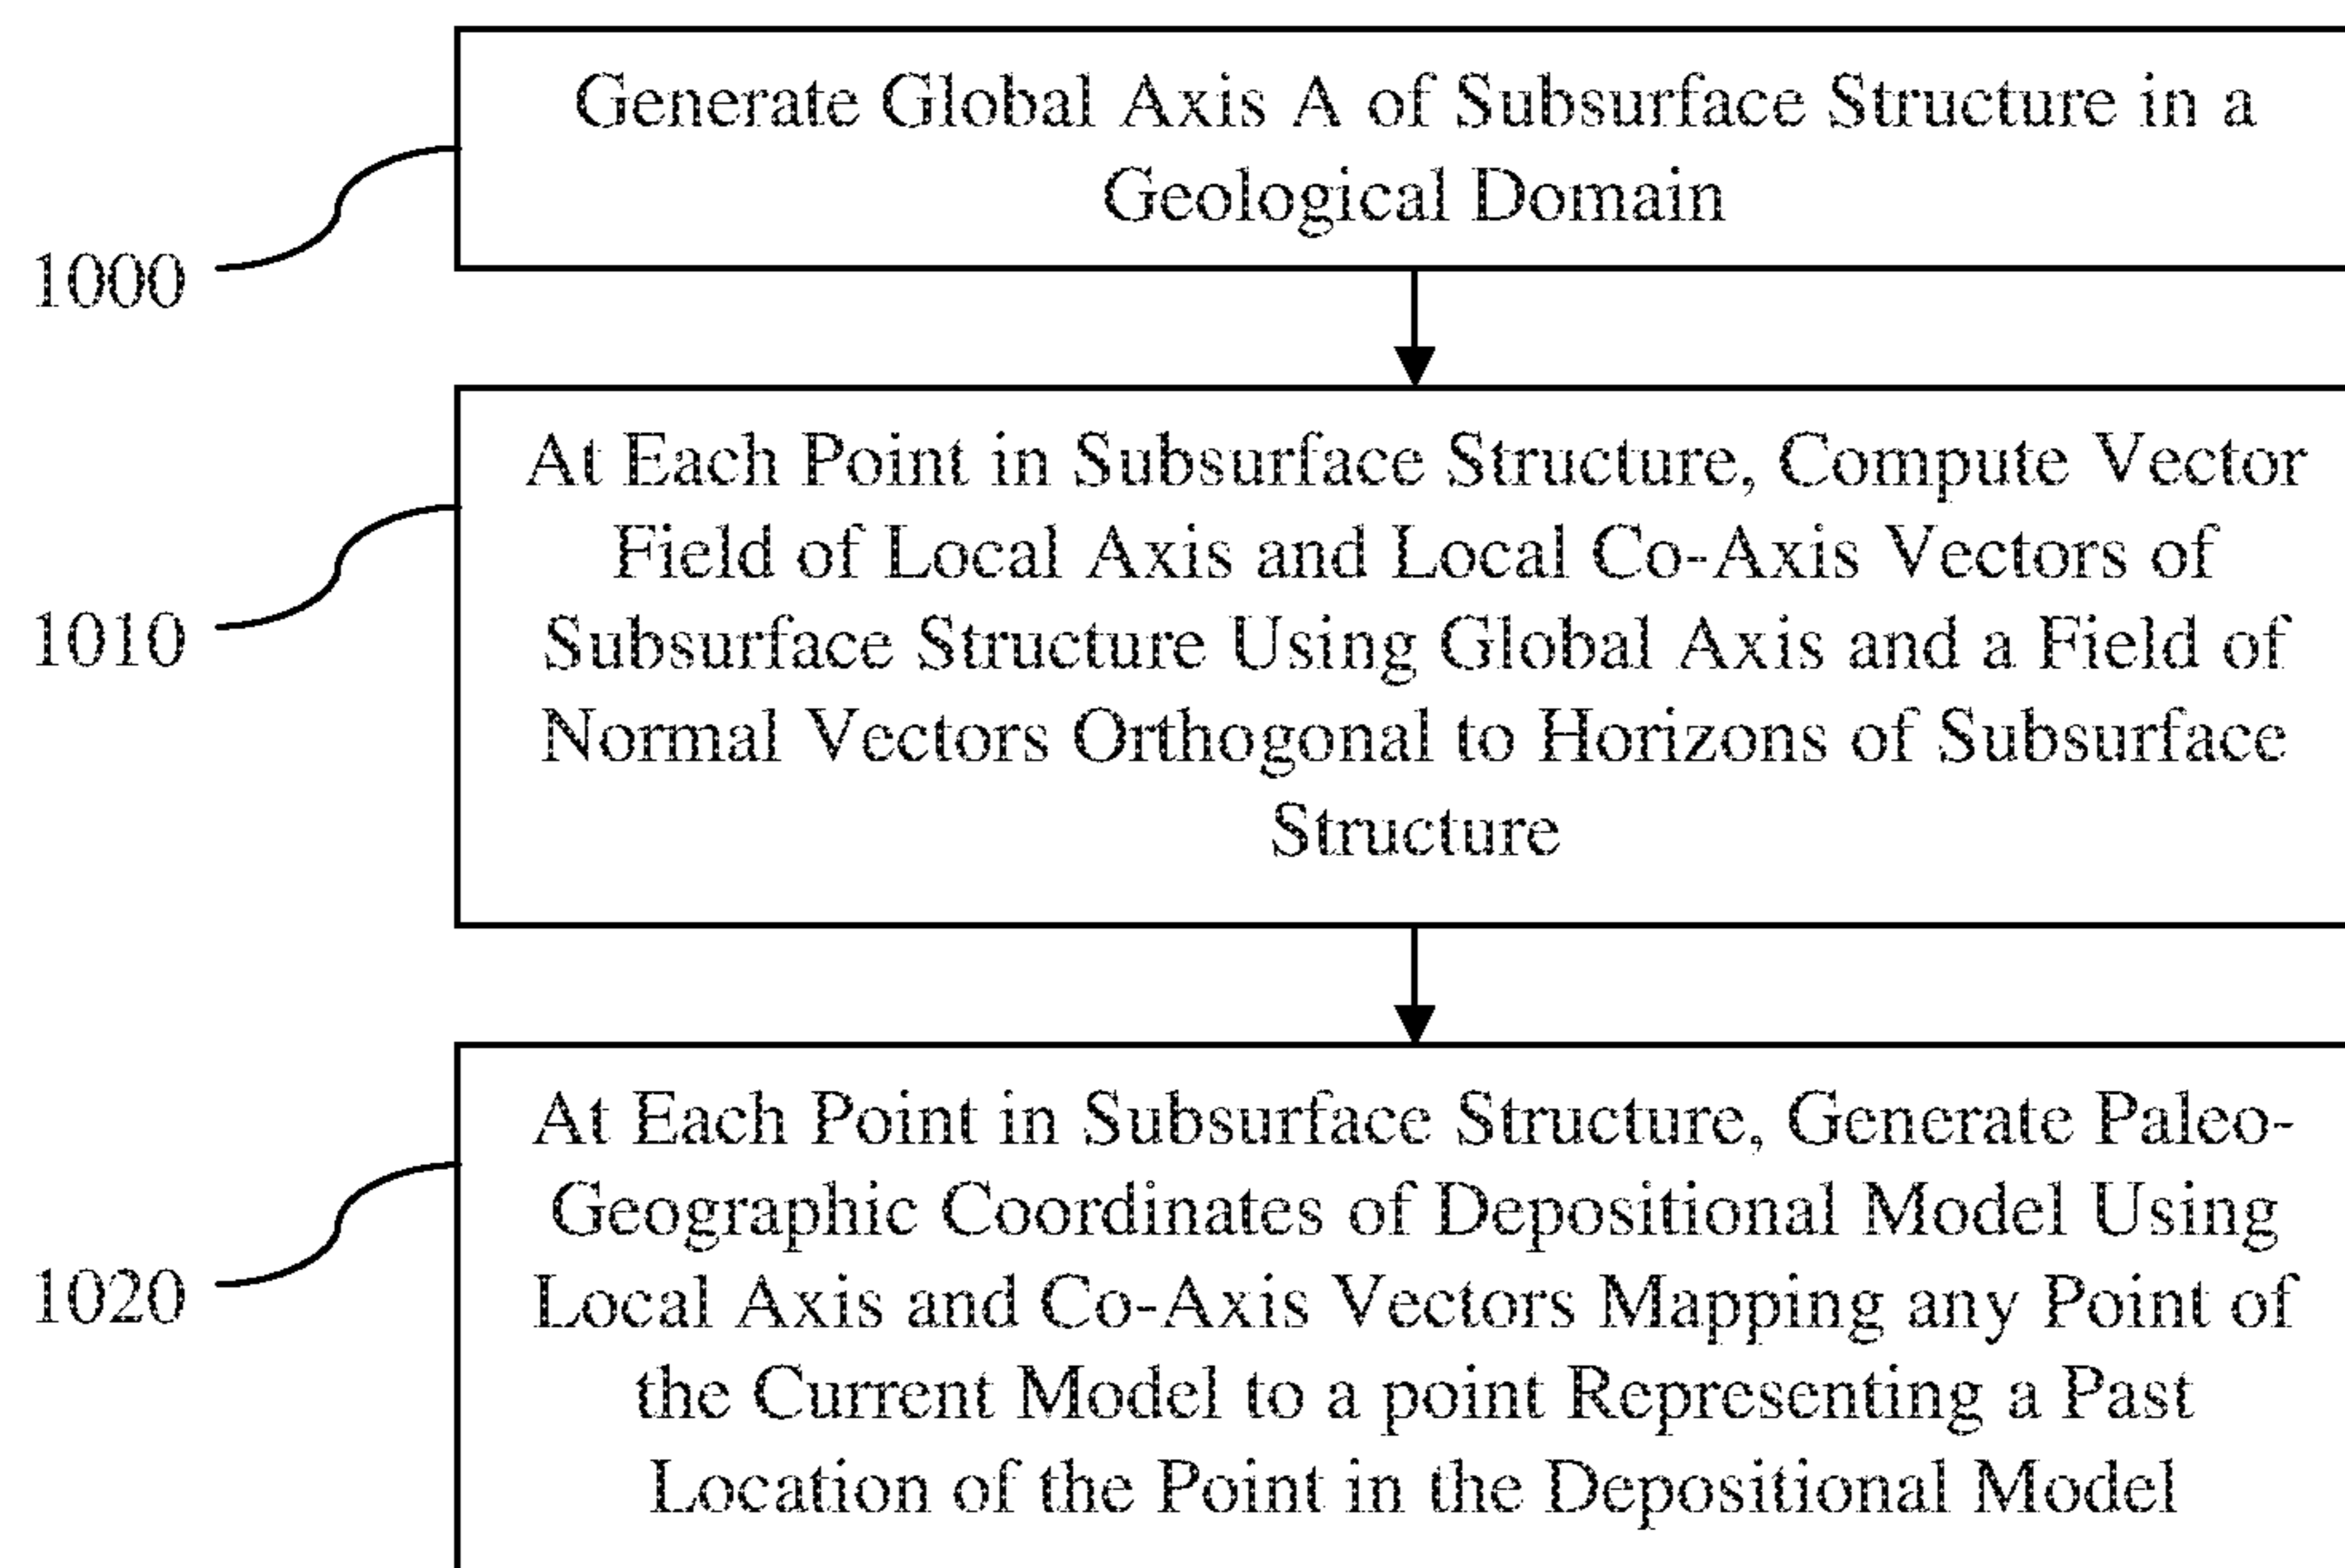 Generate Global Axis A of Subsurface Structure in a
Geological Domain
1000
At Each Point in Subsurface Structure, Compute Vector
Field of Local Axis and Local Co-Axis Vectors of
Subsurface Structure Using Global Axis and a Field of
Normal Vectors Orthogonal to Horizons of Subsurface
Structure
1010
At Each Point in Subsurface Structure, Generate Paleo-
Geographic Coordinates of Depositional Model Using
Local Axis and Co-Axis Vectors Mapping any Point of
the Current Model to a point Representing a Past
Location of the Point in the Depositional Model
1020